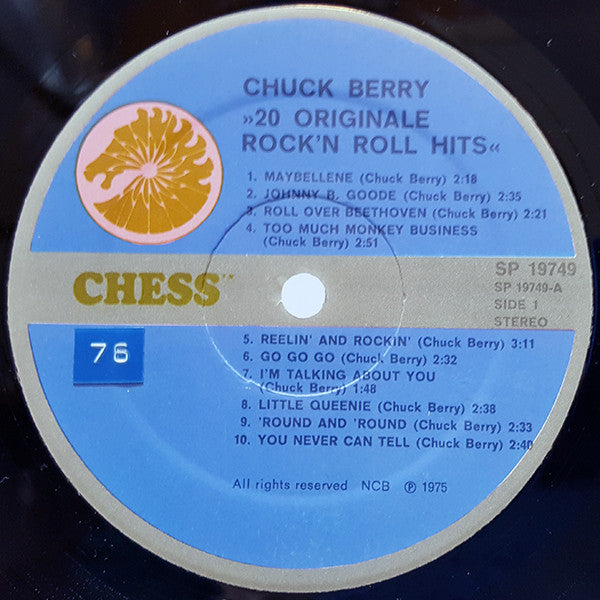 CHUCK BERRY
»20 ORIGINALE
ROCK'N ROLL HITS«
1. MAYBELLENE (Chuck Berry) 2:18
2. JOHNNY B. GOODE (Chuck Berry) 2:35
3. ROLL OVER BEETHOVEN (Chuck Berry) 2:21
4. TOO MUCH MONKEY BUSINESS
(Chuck Berry) 2:51
CHESS™
SP 19749
SP 19749-A
SIDE 1
STEREO
76
5. REELIN' AND ROCKIN' (Chuck Berry) 3:11
6. GO GO GO (Chuck Berry) 2:32
7. I'M TALKING ABOUT YOU
(Chuck Berry) 1:48
8. LITTLE QUEENIE (Chuck Berry) 2:38
9. 'ROUND AND 'ROUND (Chuck Berry) 2:33
10. YOU NEVER CAN TELL (Chuck Berry) 2:40
All rights reserved NCB ℗ 1975